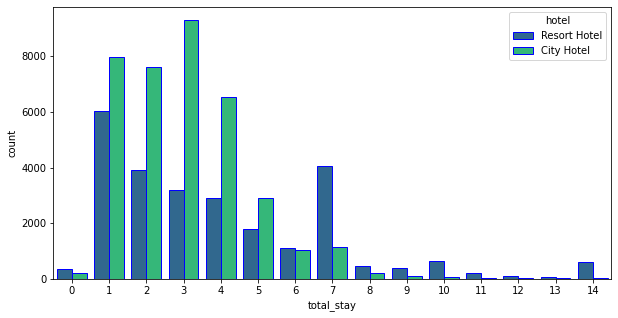 hotel
Resort Hotel
City Hotel
8000
6000
4000
2000
0
count
0 1 2 3 4 5 6 7 8 9 10 11 12 13 14
total_stay